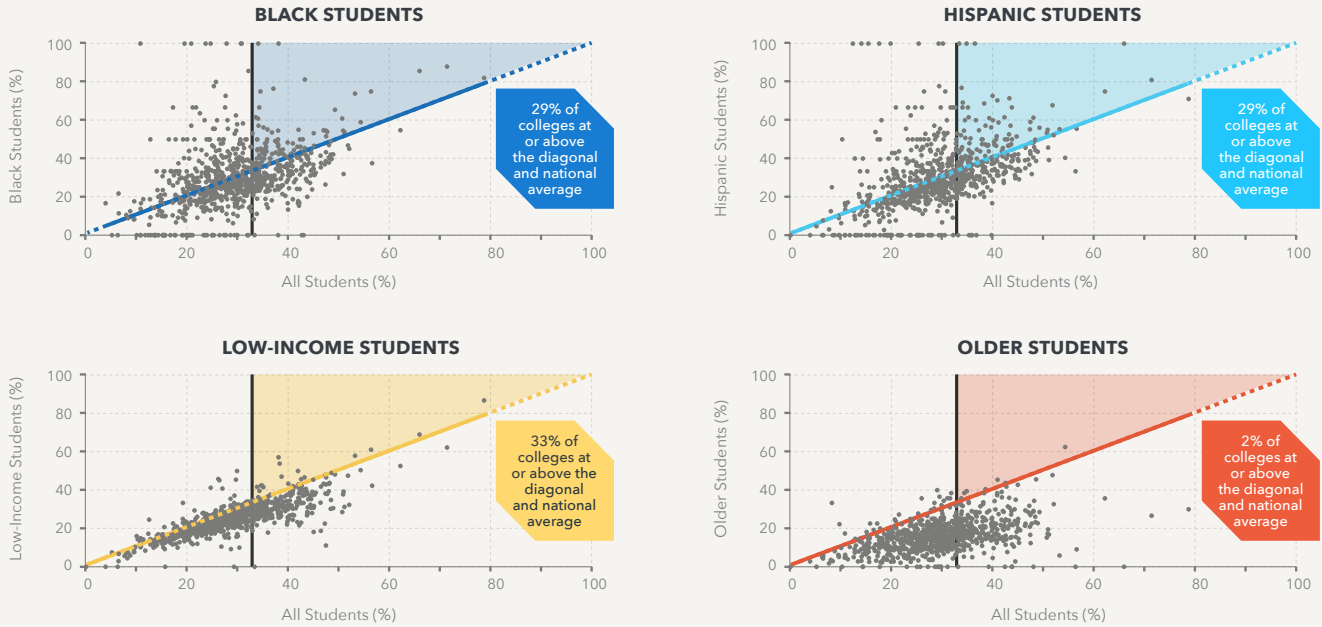 BLACK STUDENTS
Black Students (%)
100
80
60
40
20
0
0
20
40
60
80
100
All Students (%)
29% of
colleges at
or above
the diagonal
and national
average
HISPANIC STUDENTS
Hispanic Students (%)
100
80
60
40
20
0
0
20
40
60
80
100
All Students (%)
29% of
colleges at
or above
the diagonal
and national
average
LOW-INCOME STUDENTS
Low-Income Students (%)
100
80
60
40
20
0
0
20
40
60
80
100
All Students (%)
33% of
colleges at
or above the
diagonal
and national
average
OLDER STUDENTS
Older Students (%)
100
80
60
40
20
0
0
20
40
60
80
100
All Students (%)
2% of
colleges at
or above
the diagonal
and national
average